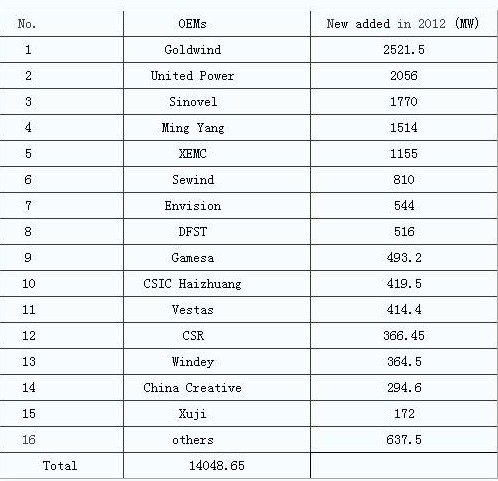 No. OEMs New added in 2012 (MW)
1 Goldwind 2521.5
2 United Power 2056
3 Sinovel 1770
4 Ming Yang 1514
5 XEMC 1155
6 Sewind 810
7 Envision 544
8 DFST 516
9 Gamesa 493.2
10 CSIC Haizhuang 419.5
11 Vestas 414.4
12 CSR 366.45
13 Windey 364.5
14 China Creative 294.6
15 Xuji 172
16 others 637.5
Total 14048.65